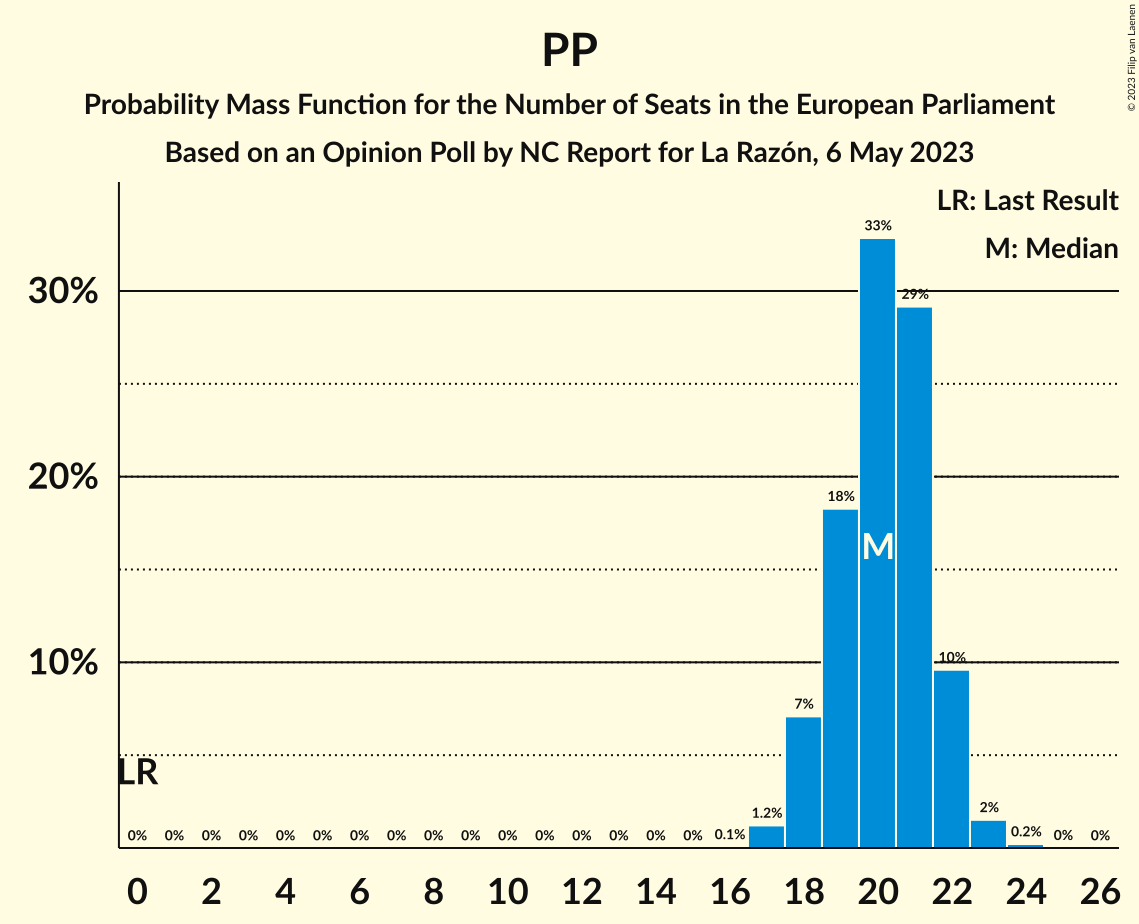 PP
Probability Mass Function for the Number of Seats in the European Parliament
Based on an Opinion Poll by NC Report for La Razón, 6 May 2023
© 2023 Filip van Laenen
LR: Last Result
M: Median
33%
30%
29%
20%
18%
M
10%
10%
7%
LR
1.2%
2%
0% 0% 0% 0% 0% 0% 0% 0% 0% 0% 0% 0% 0% 0% 0% 0% 0.1% 0.2% 0% 0%
0 2 4 6 8 10 12 14 16 18 20 22 24 26